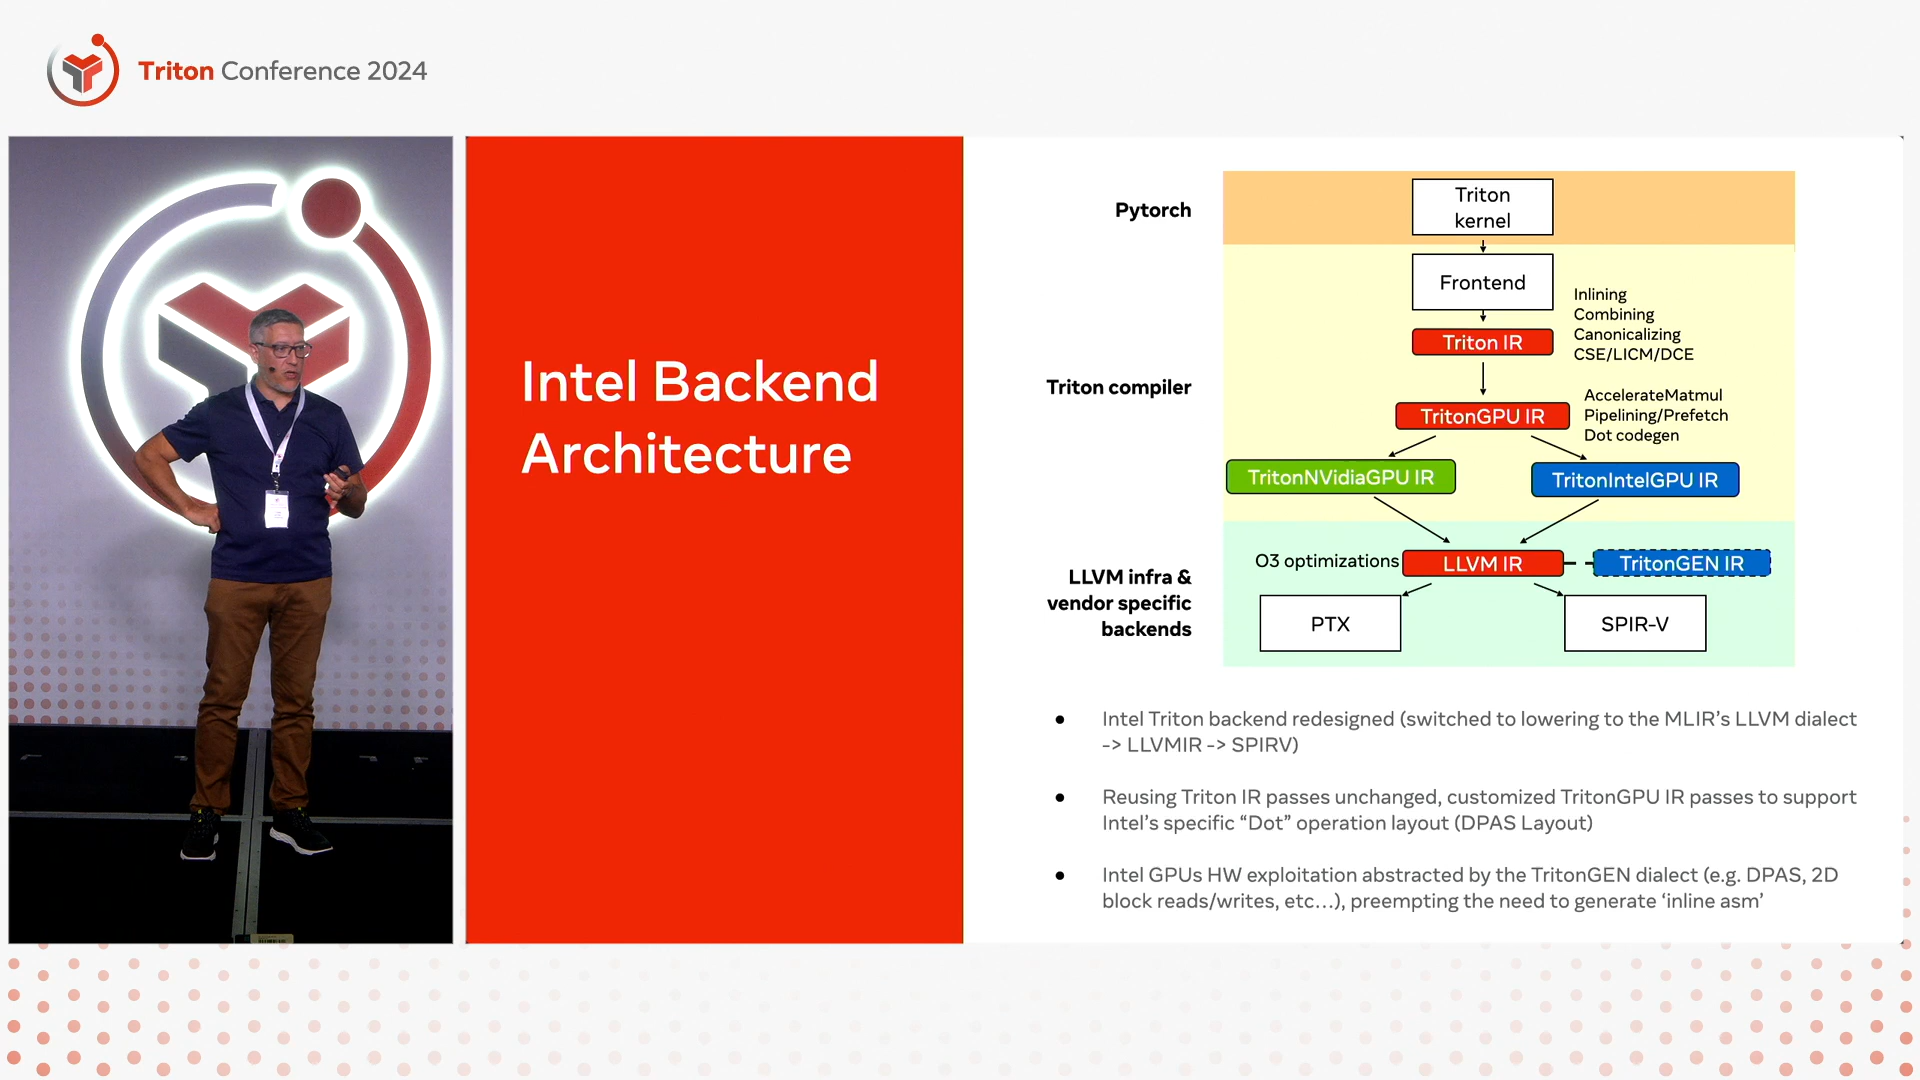 Triton Conference 2024
Intel Backend
Architecture
Pytorch
Triton
kernel
Frontend
Inlining
Combining
Canonicalizing
CSE/LICM/DCE
Triton IR
Triton compiler
AccelerateMatmul
Pipelining/Prefetch
Dot codegen
TritonGPU IR
TritonNVidiaGPU IR
TritonIntelGPU IR
LLVM infra &
vendor specific
backends
O3 optimizations
LLVM IR
TritonGEN IR
PTX
SPIR-V
● Intel Triton backend redesigned (switched to lowering to the MLIR’s LLVM dialect
-> LLVMIR -> SPIRV)
● Reusing Triton IR passes unchanged, customized TritonGPU IR passes to support
Intel’s specific “Dot” operation layout (DPAS Layout)
● Intel GPUs HW exploitation abstracted by the TritonGEN dialect (e.g. DPAS, 2D
block reads/writes, etc...), preempting the need to generate ‘inline asm’